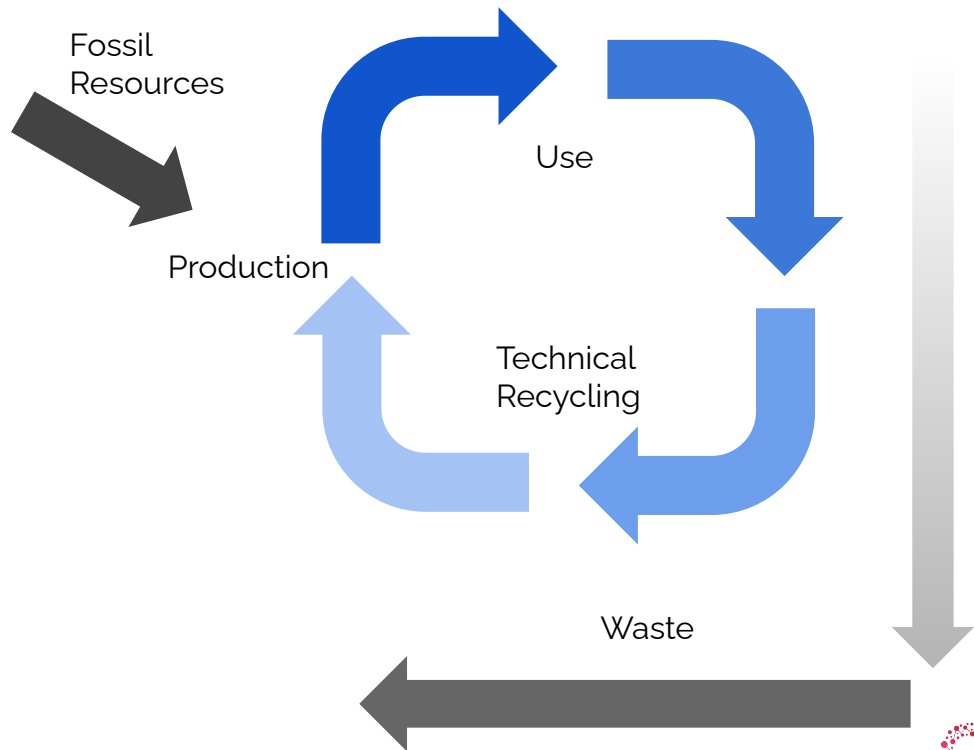 Fossil
Resources
Use
Production
Technical
Recycling
Waste